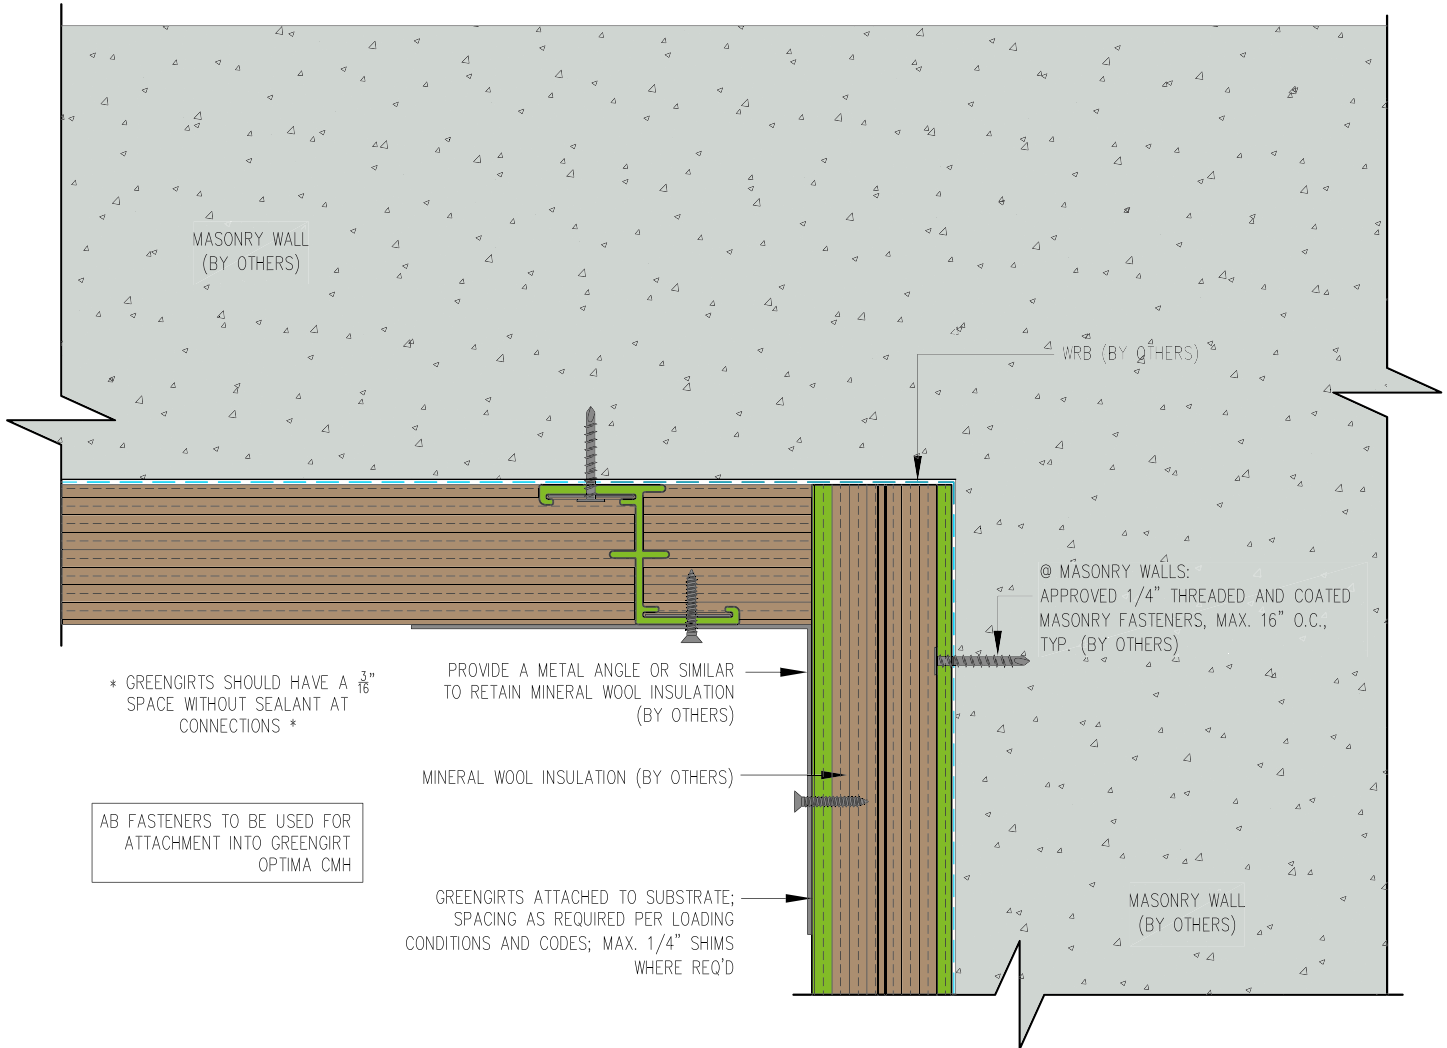 MASONRY WALL
(BY OTHERS)
WRB (BY OTHERS)
@ MASONRY WALLS:
APPROVED 1/4" THREADED AND COATED
MASONRY FASTENERS, MAX. 16" O.C.,
TYP. (BY OTHERS)
* GREENGIRTS SHOULD HAVE A 3/16"
SPACE WITHOUT SEALANT AT
CONNECTIONS *
PROVIDE A METAL ANGLE OR SIMILAR
TO RETAIN MINERAL WOOL INSULATION
(BY OTHERS)
MINERAL WOOL INSULATION (BY OTHERS)
AB FASTENERS TO BE USED FOR
ATTACHMENT INTO GREENGIRT
OPTIMA CMH
GREENGIRTS ATTACHED TO SUBSTRATE;
SPACING AS REQUIRED PER LOADING
CONDITIONS AND CODES; MAX. 1/4" SHIMS
WHERE REQ'D
MASONRY WALL
(BY OTHERS)